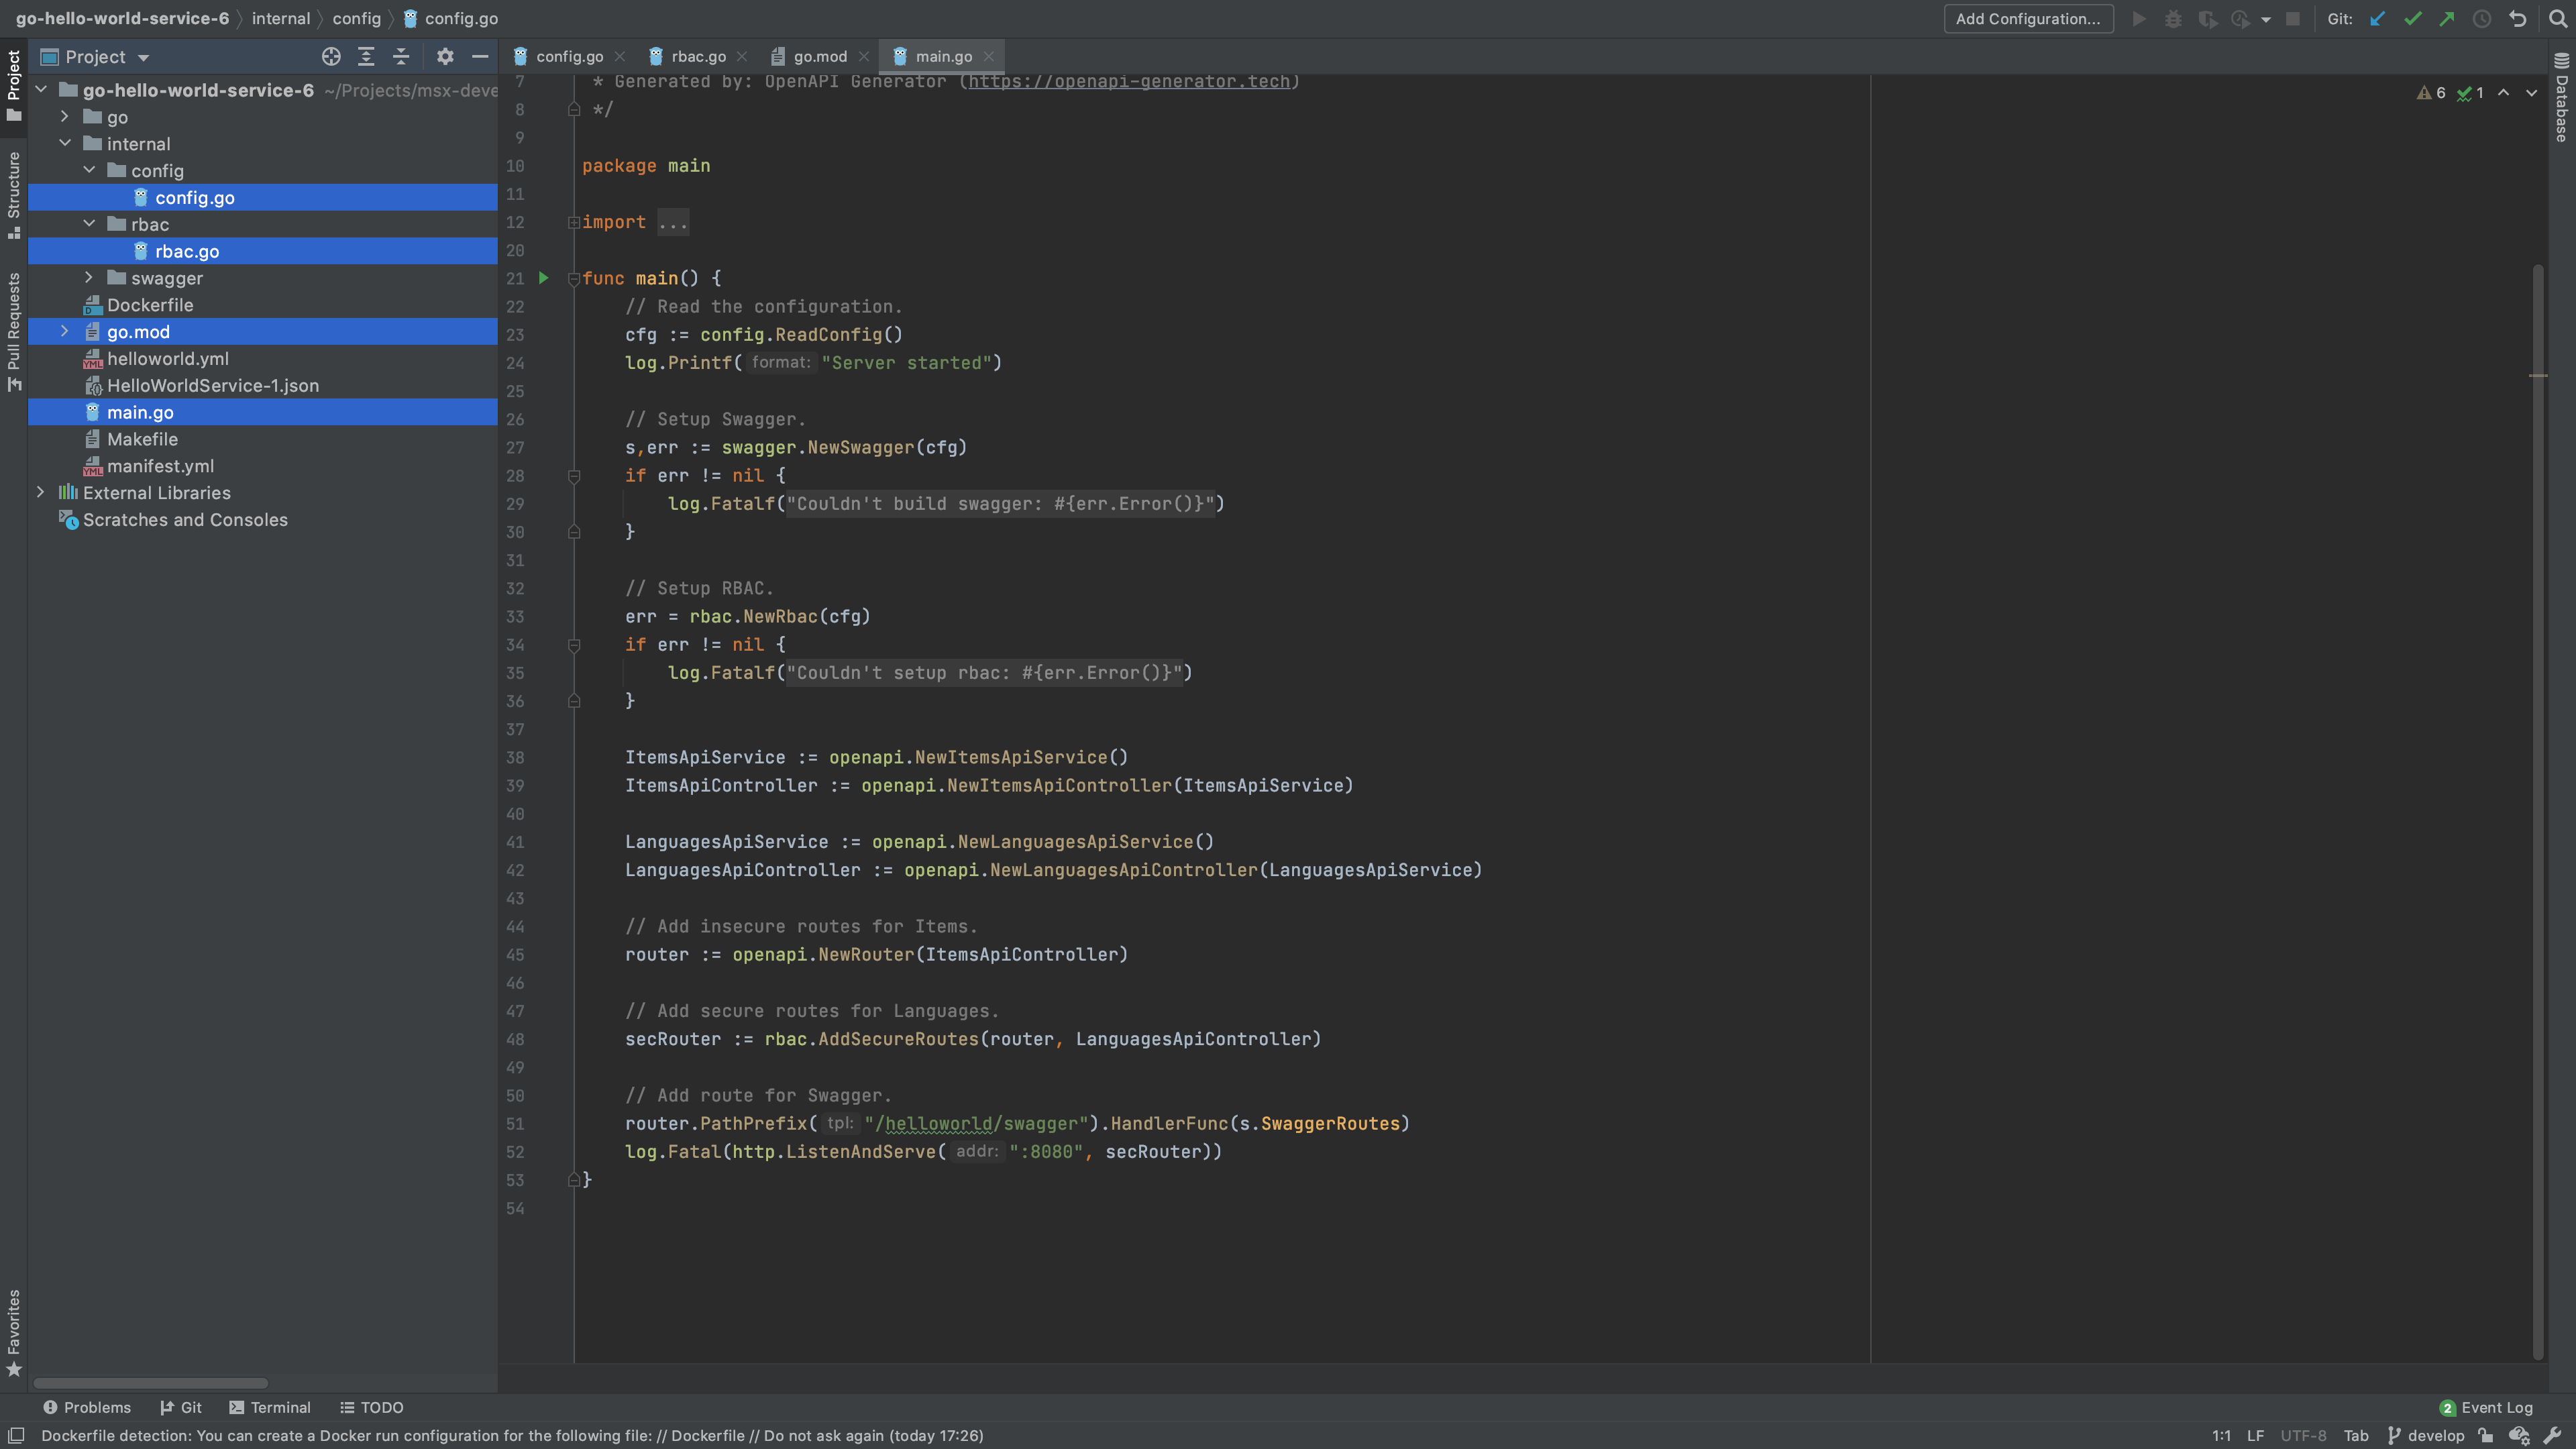 go-hello-world-service-6 internal config config.go
Add Configuration...
Git:
Project
config.go
rbac.go
go.mod
main.go
Project
Structure
Pull Requests
Favorites
Database
go-hello-world-service-6 ~/Projects/msx-deve
go
internal
config
config.go
rbac
rbac.go
swagger
Dockerfile
go.mod
helloworld.yml
HelloWorldService-1.json
main.go
Makefile
manifest.yml
External Libraries
Scratches and Consoles
6 1
7 * Generated by: OpenAPI Generator (https://openapi-generator.tech)
8 */
9
10 package main
11
12 import ...
20
21 func main() {
22 // Read the configuration.
23 cfg := config.ReadConfig()
24 log.Printf( format: "Server started")
25
26 // Setup Swagger.
27 s,err := swagger.NewSwagger(cfg)
28 if err != nil {
29 log.Fatalf("Couldn't build swagger: #{err.Error()}")
30 }
31
32 // Setup RBAC.
33 err = rbac.NewRbac(cfg)
34 if err != nil {
35 log.Fatalf("Couldn't setup rbac: #{err.Error()}")
36 }
37
38 ItemsApiService := openapi.NewItemsApiService()
39 ItemsApiController := openapi.NewItemsApiController(ItemsApiService)
40
41 LanguagesApiService := openapi.NewLanguagesApiService()
42 LanguagesApiController := openapi.NewLanguagesApiController(LanguagesApiService)
43
44 // Add insecure routes for Items.
45 router := openapi.NewRouter(ItemsApiController)
46
47 // Add secure routes for Languages.
48 secRouter := rbac.AddSecureRoutes(router, LanguagesApiController)
49
50 // Add route for Swagger.
51 router.PathPrefix( tpl: "/helloworld/swagger").HandlerFunc(s.SwaggerRoutes)
52 log.Fatal(http.ListenAndServe( addr: ":8080", secRouter))
53 }
54
Problems Git Terminal TODO
2 Event Log
Dockerfile detection: You can create a Docker run configuration for the following file: // Dockerfile // Do not ask again (today 17:26)
1:1 LF UTF-8 Tab develop